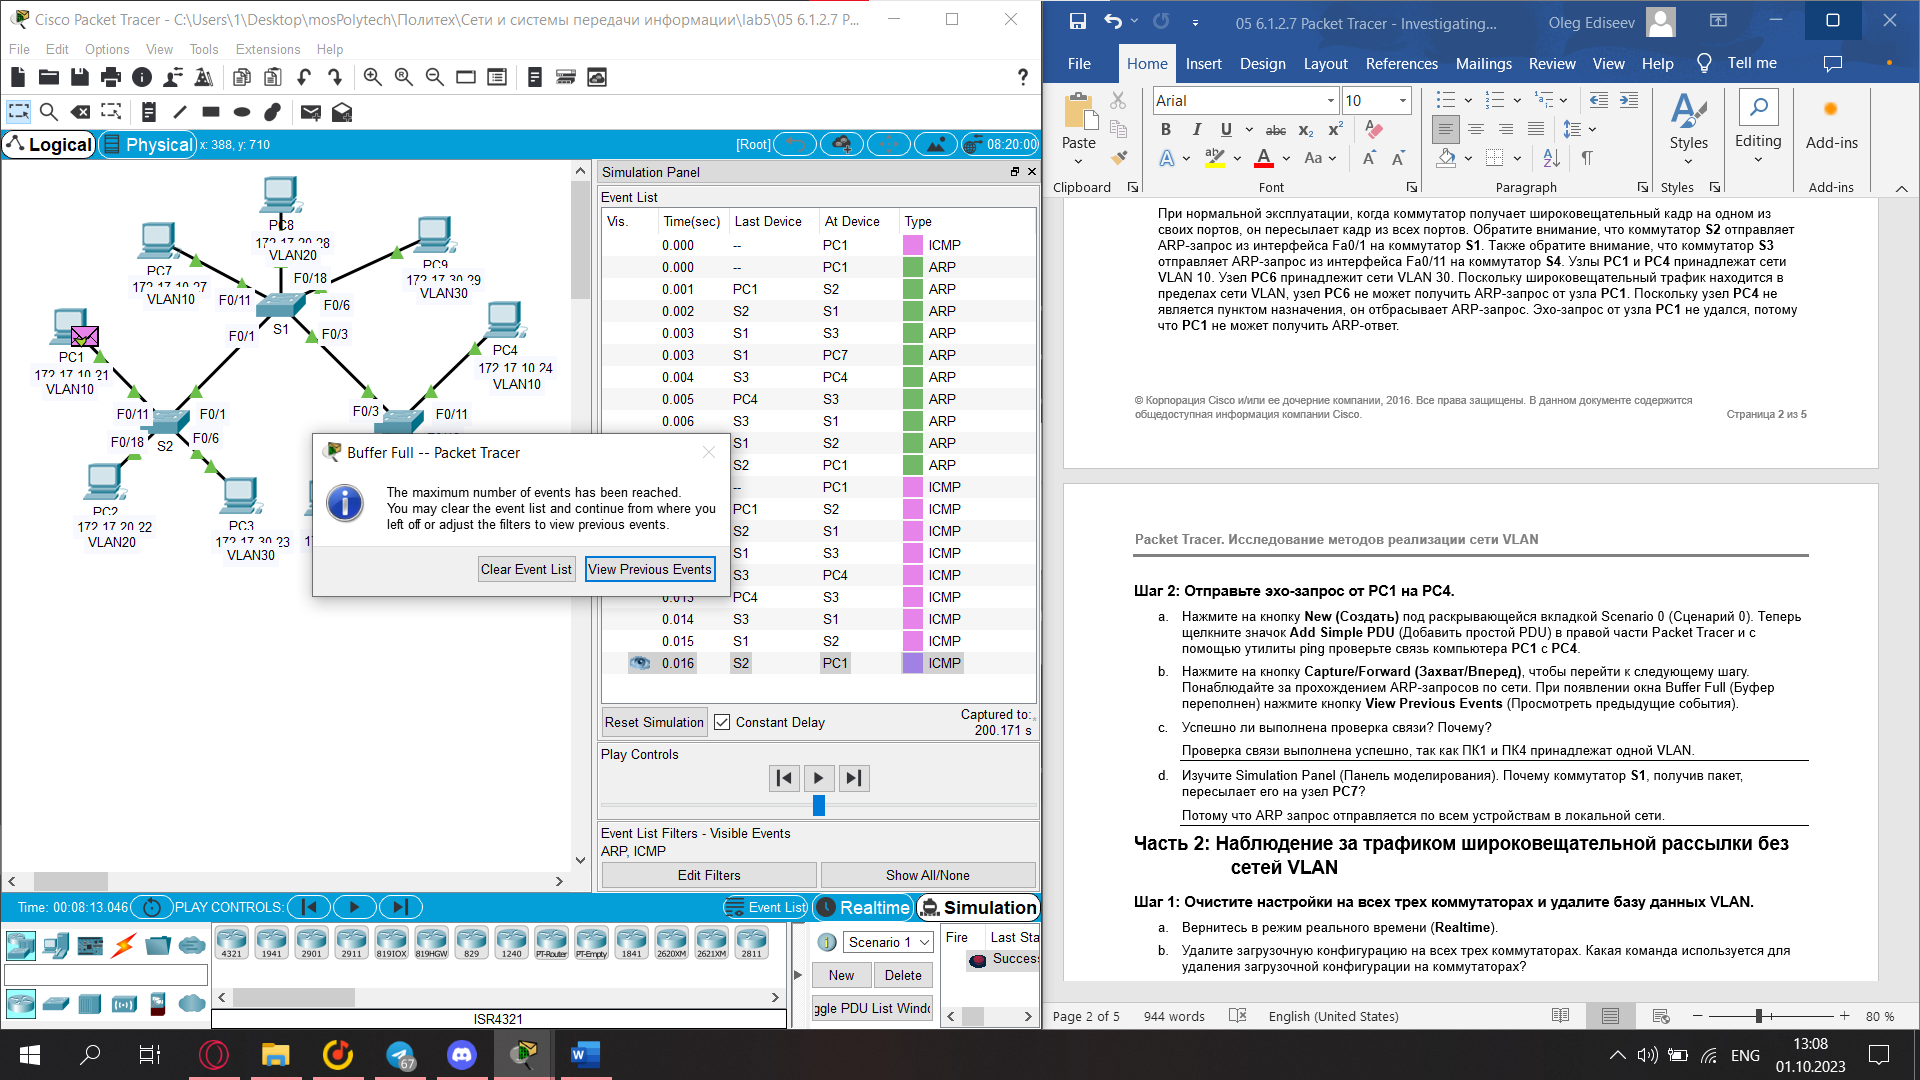 Cisco Packet Tracer - C:\Users\1\Desktop\mosPolytech\Политех\Сети и системы передачи информации\lab5\05 6.1.2.7 P...
File Edit Options View Tools Extensions Help
Logical
Physical
x: 388, y: 710
[Root]
08:20:00
PC8
172.17.20.28
VLAN20
PC7
172.17.10.27
VLAN10
PC9
172.17.30.29
VLAN30
F0/18
F0/11
F0/6
S1
F0/1
F0/3
PC1
172.17.10.21
VLAN10
PC4
172.17.10.24
VLAN10
F0/11
F0/1
F0/3
F0/11
F0/18
F0/6
S2
PC2
172.17.20.22
VLAN20
PC3
172.17.30.23
VLAN30
Simulation Panel
Event List
Vis. Time(sec) Last Device At Device Type
0.000 -- PC1 ICMP
0.000 -- PC1 ARP
0.001 PC1 S2 ARP
0.002 S2 S1 ARP
0.003 S1 S3 ARP
0.003 S1 PC7 ARP
0.004 S3 PC4 ARP
0.005 PC4 S3 ARP
0.006 S3 S1 ARP
S1 S2 ARP
S2 PC1 ARP
-- PC1 ICMP
PC1 S2 ICMP
S2 S1 ICMP
S1 S3 ICMP
S3 PC4 ICMP
0.013 PC4 S3 ICMP
0.014 S3 S1 ICMP
0.015 S1 S2 ICMP
0.016 S2 PC1 ICMP
Reset Simulation
Constant Delay
Captured to:
200.171 s
Play Controls
Event List Filters - Visible Events
ARP, ICMP
Edit Filters
Show All/None
Buffer Full -- Packet Tracer
The maximum number of events has been reached.
You may clear the event list and continue from where you
left off or adjust the filters to view previous events.
Clear Event List
View Previous Events
Time: 00:08:13.046
PLAY CONTROLS:
Event List
Realtime
Simulation
4321 1941 2901 2911 819IOX 819HGW 829 1240 PT-Router PT-Empty 1841 2620XM 2621XM 2811
ISR4321
Scenario 1
New
Delete
ggle PDU List Windo
Fire Last Sta
Success
05 6.1.2.7 Packet Tracer - Investigating...
Oleg Ediseev
File Home Insert Design Layout References Mailings Review View Help Tell me
Paste
Clipboard
Arial
10
Font
Paragraph
Styles
Styles
Editing
Add-ins
Add-ins
При нормальной эксплуатации, когда коммутатор получает широковещательный кадр на одном из
своих портов, он пересылает кадр из всех портов. Обратите внимание, что коммутатор S2 отправляет
ARP-запрос из интерфейса Fa0/1 на коммутатор S1. Также обратите внимание, что коммутатор S3
отправляет ARP-запрос из интерфейса Fa0/11 на коммутатор S4. Узлы PC1 и PC4 принадлежат сети
VLAN 10. Узел PC6 принадлежит сети VLAN 30. Поскольку широковещательный трафик находится в
пределах сети VLAN, узел PC6 не может получить ARP-запрос от узла PC1. Поскольку узел PC4 не
является пунктом назначения, он отбрасывает ARP-запрос. Эхо-запрос от узла PC1 не удался, потому
что PC1 не может получить ARP-ответ.
© Корпорация Cisco и/или ее дочерние компании, 2016. Все права защищены. В данном документе содержится
общедоступная информация компании Cisco.
Страница 2 из 5
Packet Tracer. Исследование методов реализации сети VLAN
Шаг 2: Отправьте эхо-запрос от PC1 на PC4.
a. Нажмите на кнопку New (Создать) под раскрывающейся вкладкой Scenario 0 (Сценарий 0). Теперь
щелкните значок Add Simple PDU (Добавить простой PDU) в правой части Packet Tracer и с
помощью утилиты ping проверьте связь компьютера PC1 с PC4.
b. Нажмите на кнопку Capture/Forward (Захват/Вперед), чтобы перейти к следующему шагу.
Понаблюдайте за прохождением ARP-запросов по сети. При появлении окна Buffer Full (Буфер
переполнен) нажмите кнопку View Previous Events (Просмотреть предыдущие события).
c. Успешно ли выполнена проверка связи? Почему?
Проверка связи выполнена успешно, так как ПК1 и ПК4 принадлежат одной VLAN.
d. Изучите Simulation Panel (Панель моделирования). Почему коммутатор S1, получив пакет,
пересылает его на узел PC7?
Потому что ARP запрос отправляется по всем устройствам в локальной сети.
Часть 2: Наблюдение за трафиком широковещательной рассылки без
сетей VLAN
Шаг 1: Очистите настройки на всех трех коммутаторах и удалите базу данных VLAN.
a. Вернитесь в режим реального времени (Realtime).
b. Удалите загрузочную конфигурацию на всех трех коммутаторах. Какая команда используется для
удаления загрузочной конфигурации на коммутаторах?
Page 2 of 5
944 words
English (United States)
80 %
67
ENG
13:08
01.10.2023